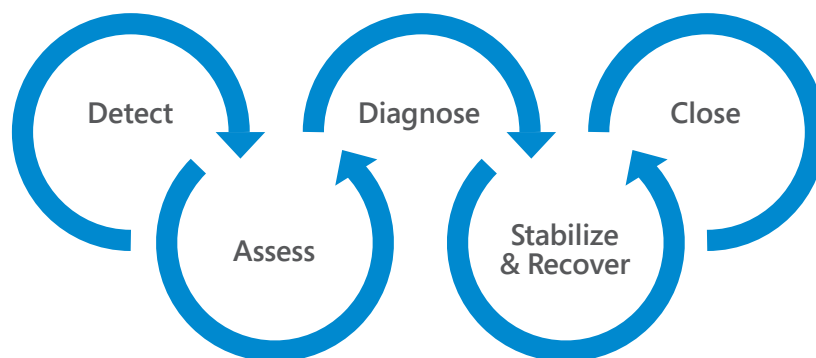 Detect
Assess
Diagnose
Stabilize
& Recover
Close